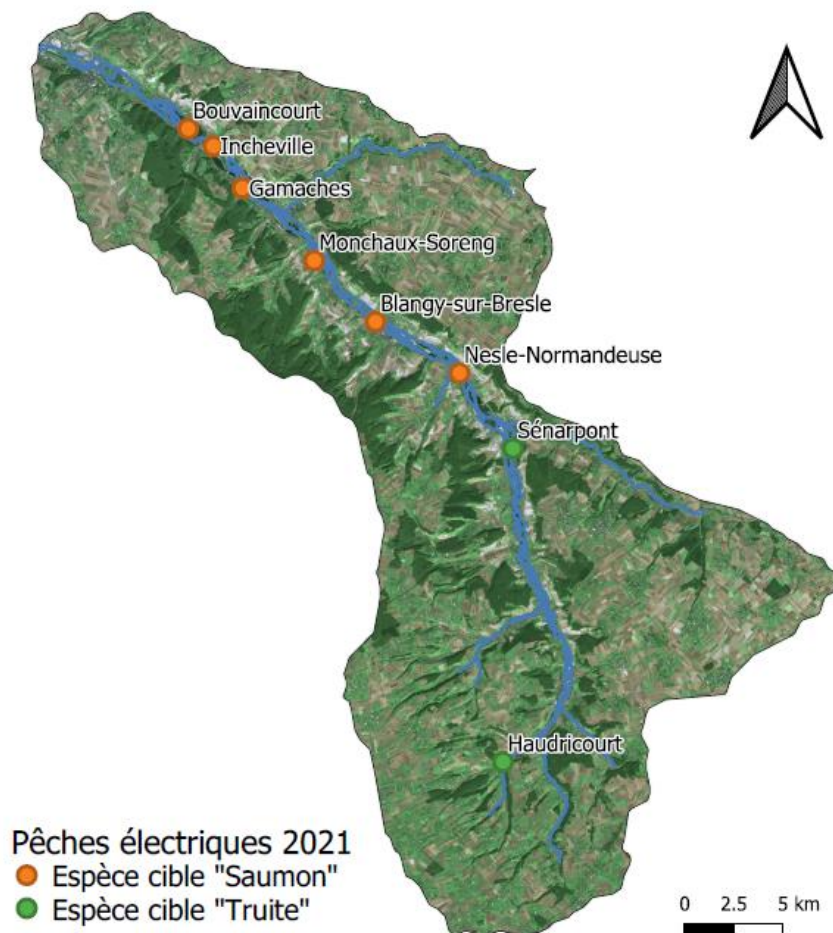 Bouvaincourt
Incheville
Gamaches
Monchaux-Soreng
Blangy-sur-Bresle
Nesle-Normandeuse
Sénarpont
Haudricourt
Pêches électriques 2021
Espèce cible "Saumon"
Espèce cible "Truite"
0 2.5 5 km